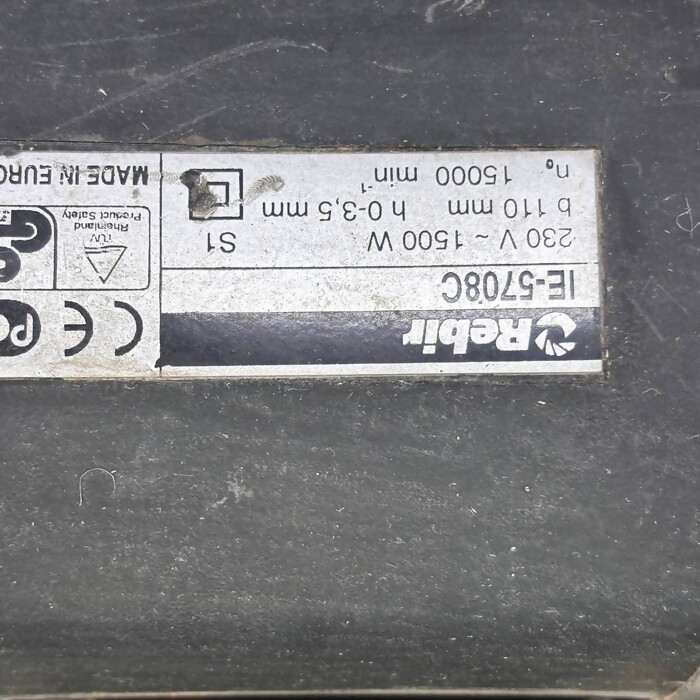 Rebir
IE-5708C
230 V ~ 1500 W S1
b 110 mm h 0-3,5 mm
n₀ 15000 min⁻¹
CE
TÜV
Rheinland
Product Safety
MADE IN EURO